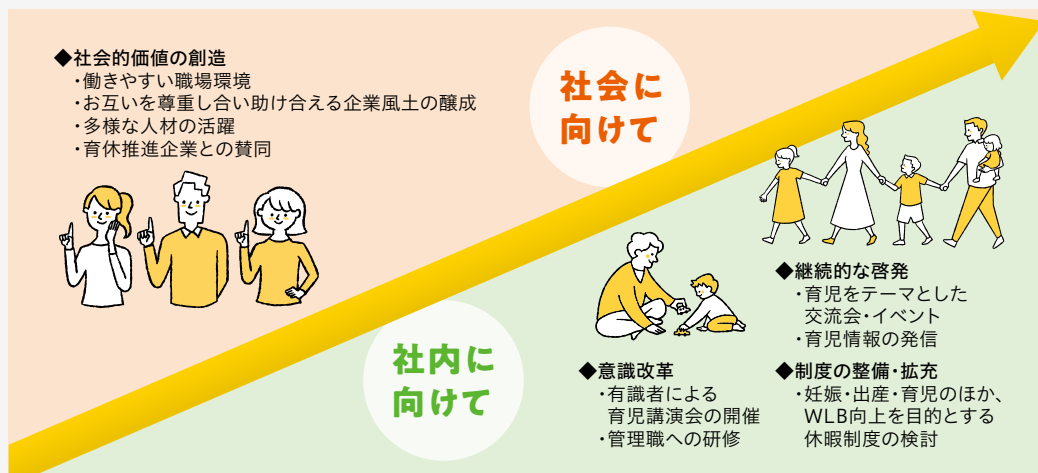 ◆社会的価値の創造
・働きやすい職場環境
・お互いを尊重し合い助け合える企業風土の醸成
・多様な人材の活躍
・育休推進企業との賛同
社会に
向けて
社内に
向けて
◆意識改革
・有識者による
育児講演会の開催
・管理職への研修
◆継続的な啓発
・育児をテーマとした
交流会・イベント
・育児情報の発信
◆制度の整備・拡充
・妊娠・出産・育児のほか、
WLB向上を目的とする
休暇制度の検討